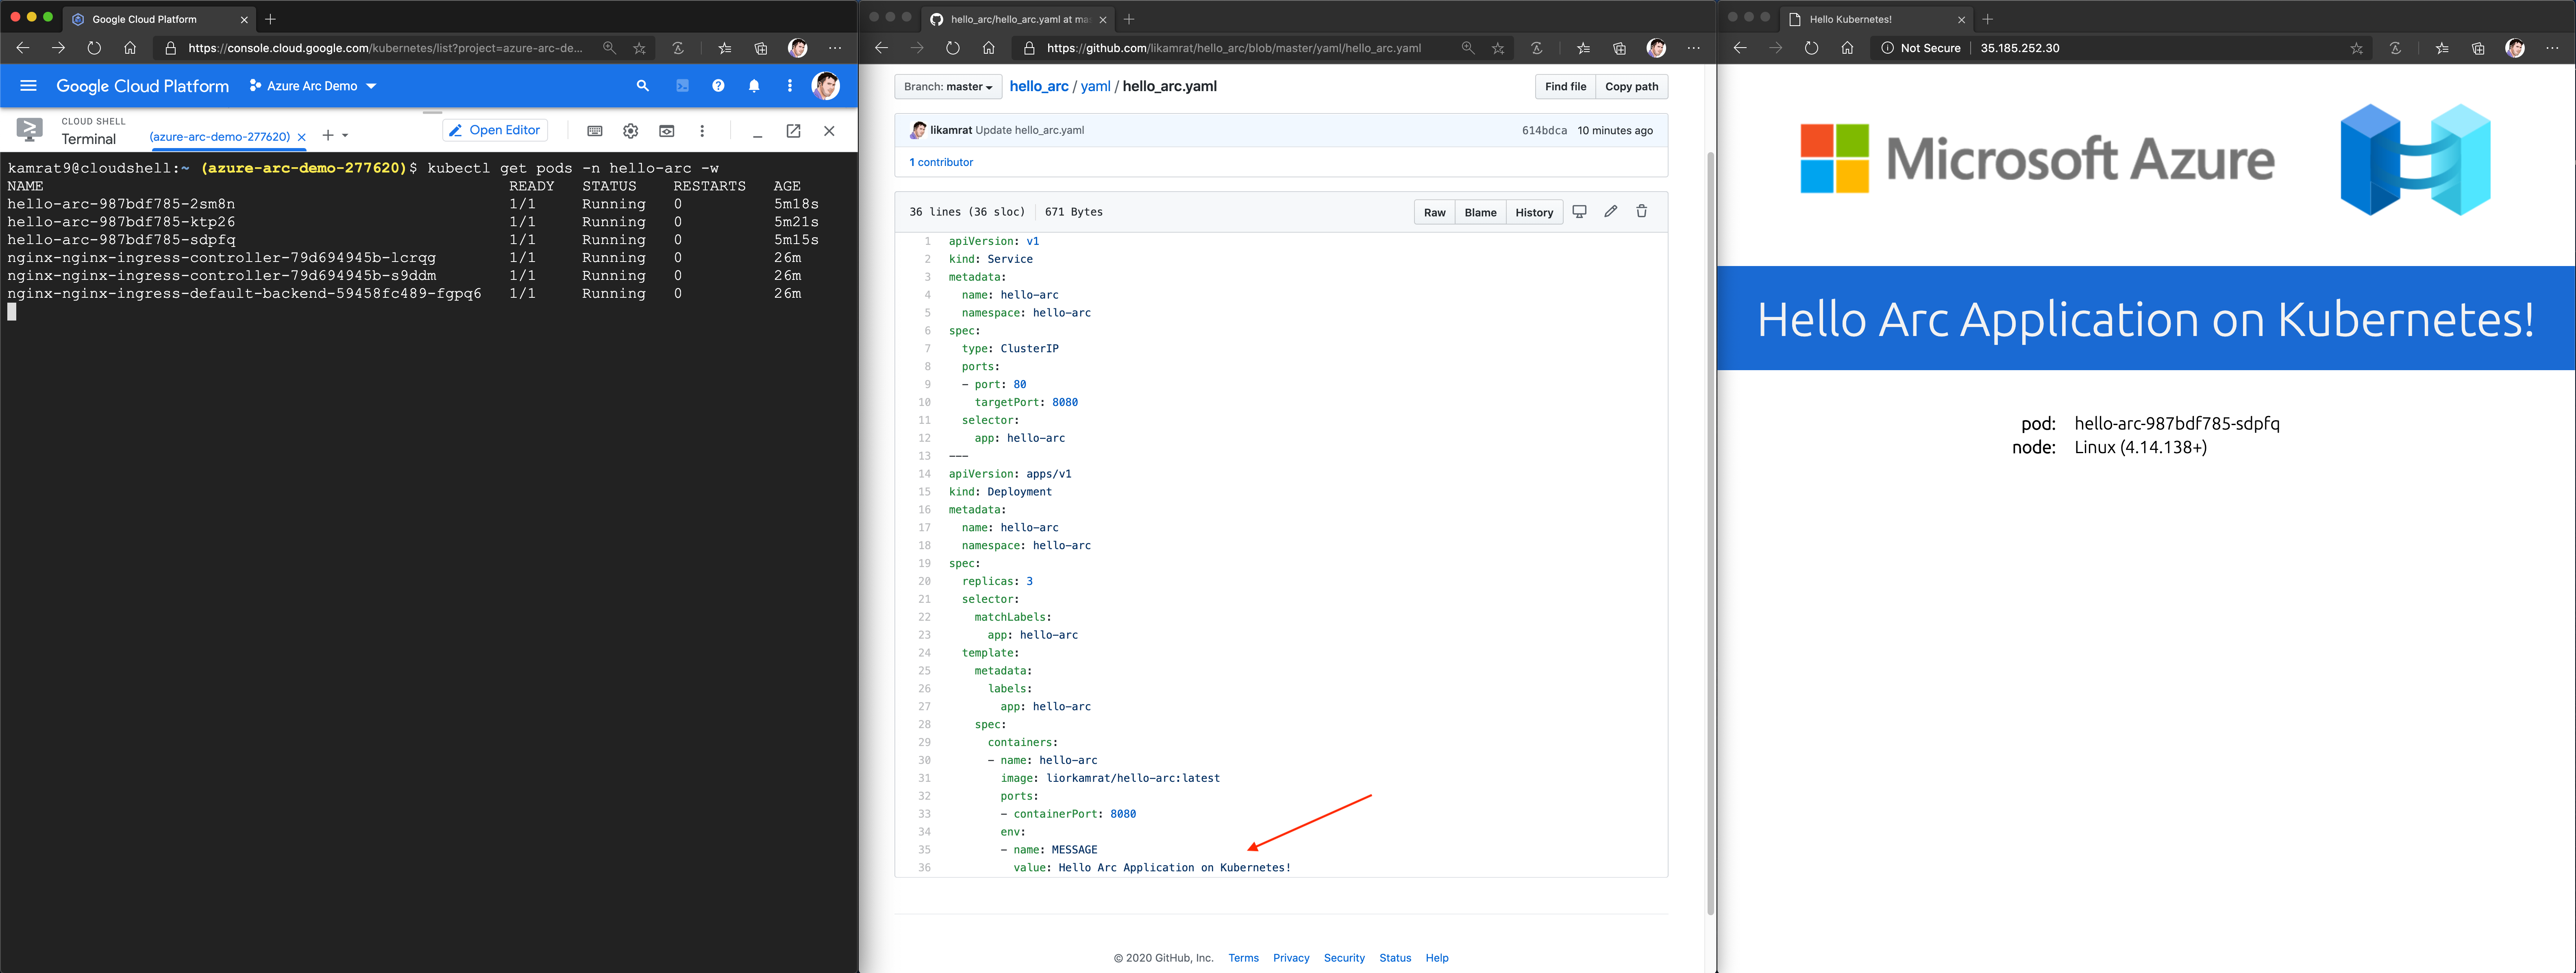 Google Cloud Platform
https://console.cloud.google.com/kubernetes/list?project=azure-arc-de...
Google Cloud Platform
Azure Arc Demo
CLOUD SHELL
Terminal
(azure-arc-demo-277620)
Open Editor
kamrat9@cloudshell:~ (azure-arc-demo-277620)$ kubectl get pods -n hello-arc -w
NAME READY STATUS RESTARTS AGE
hello-arc-987bdf785-2sm8n 1/1 Running 0 5m18s
hello-arc-987bdf785-ktp26 1/1 Running 0 5m21s
hello-arc-987bdf785-sdpfq 1/1 Running 0 5m15s
nginx-nginx-ingress-controller-79d694945b-lcrqg 1/1 Running 0 26m
nginx-nginx-ingress-controller-79d694945b-s9ddm 1/1 Running 0 26m
nginx-nginx-ingress-default-backend-59458fc489-fgpq6 1/1 Running 0 26m
hello_arc/hello_arc.yaml at ma
https://github.com/likamrat/hello_arc/blob/master/yaml/hello_arc.yaml
Branch: master
hello_arc / yaml / hello_arc.yaml
Find file
Copy path
likamrat Update hello_arc.yaml
614bdca 10 minutes ago
1 contributor
36 lines (36 sloc) 671 Bytes
Raw Blame History
1 apiVersion: v1
2 kind: Service
3 metadata:
4 name: hello-arc
5 namespace: hello-arc
6 spec:
7 type: ClusterIP
8 ports:
9 - port: 80
10 targetPort: 8080
11 selector:
12 app: hello-arc
13 ---
14 apiVersion: apps/v1
15 kind: Deployment
16 metadata:
17 name: hello-arc
18 namespace: hello-arc
19 spec:
20 replicas: 3
21 selector:
22 matchLabels:
23 app: hello-arc
24 template:
25 metadata:
26 labels:
27 app: hello-arc
28 spec:
29 containers:
30 - name: hello-arc
31 image: liorkamrat/hello-arc:latest
32 ports:
33 - containerPort: 8080
34 env:
35 - name: MESSAGE
36 value: Hello Arc Application on Kubernetes!
© 2020 GitHub, Inc. Terms Privacy Security Status Help
Hello Kubernetes!
Not Secure 35.185.252.30
Microsoft Azure
Hello Arc Application on Kubernetes!
pod: hello-arc-987bdf785-sdpfq
node: Linux (4.14.138+)